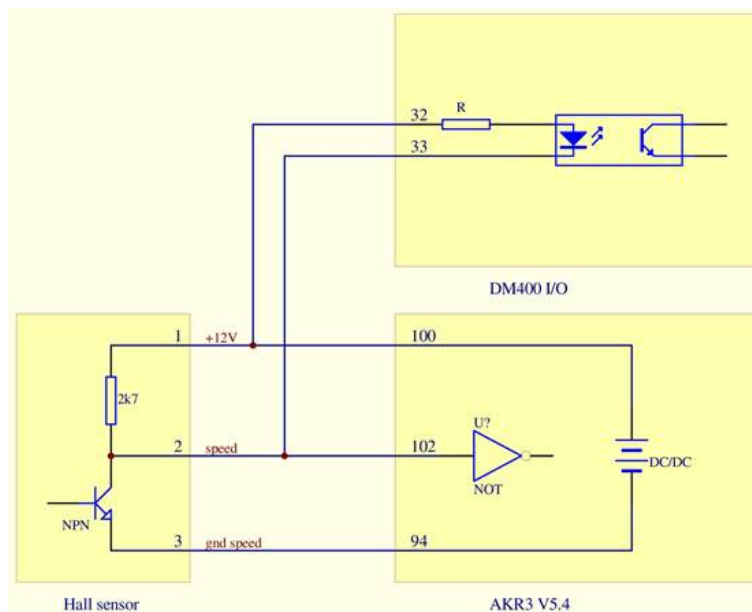 32
R
33
DM400 I/O
1
+12V
100
2k7
U?
2
speed
102
DC/DC
NOT
NPN
3
gnd speed
94
Hall sensor
AKR3 V5.4